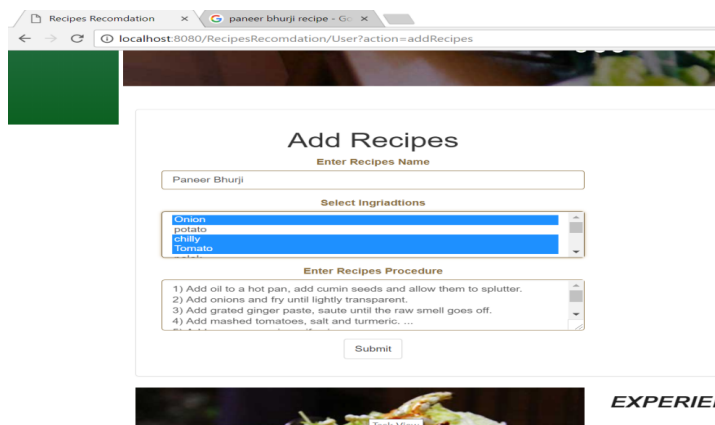 Recipes Recomdation
paneer bhurji recipe - Go
localhost:8080/RecipesRecomdation/User?action=addRecipes
Add Recipes
Enter Recipes Name
Paneer Bhurji
Select Ingriadtions
Onion
potato
chilly
Tomato
Enter Recipes Procedure
1) Add oil to a hot pan, add cumin seeds and allow them to splutter.
2) Add onions and fry until lightly transparent.
3) Add grated ginger paste, saute until the raw smell goes off.
4) Add mashed tomatoes, salt and turmeric. ...
Submit
EXPERIE
Task View